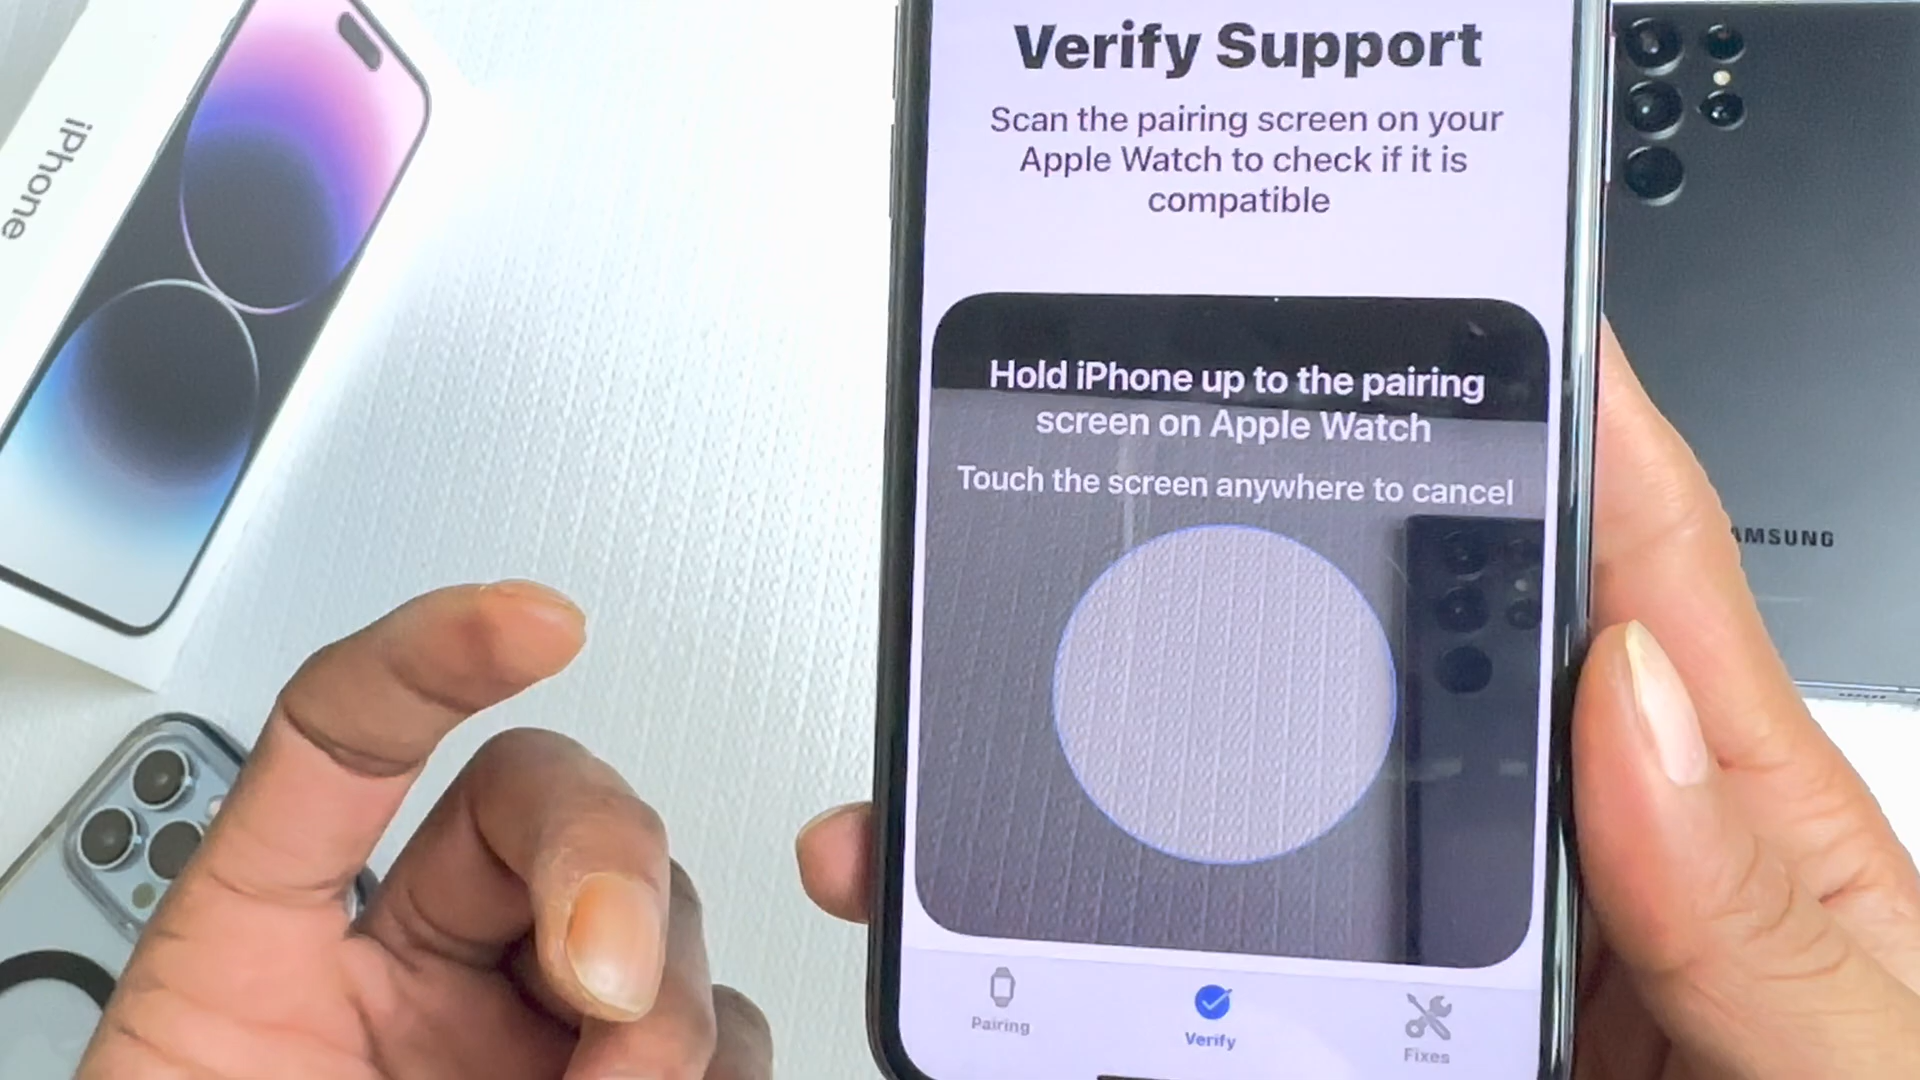 iPhone
Verify Support
Scan the pairing screen on your
Apple Watch to check if it is
compatible
Hold iPhone up to the pairing
screen on Apple Watch
Touch the screen anywhere to cancel
AMSUNG
Pairing
Verify
Fixes